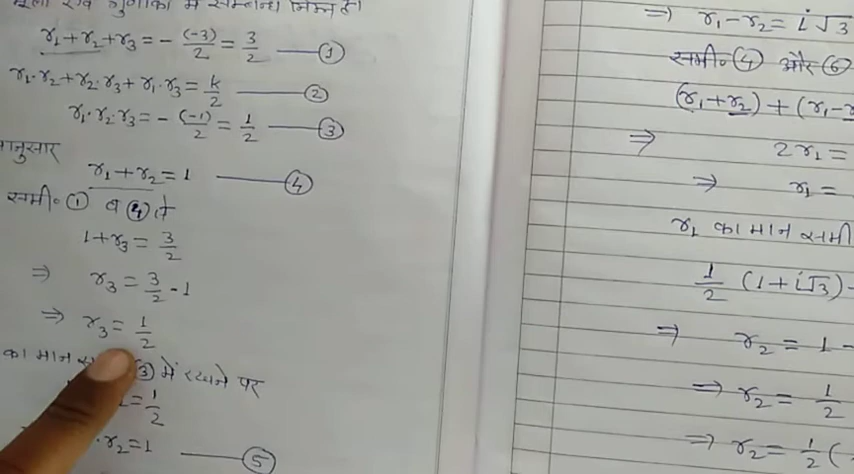 गुणांकों में सम्बन्ध निम्न है।
r₁+r₂+r₃ = -(-3)/2 = 3/2 —— ①
r₁·r₂+r₂·r₃+r₁·r₃ = k/2 —— ②
r₁·r₂·r₃ = -(-1)/2 = 1/2 —— ③
नुसार
r₁+r₂ = 1 —— ④
समी० ① व ④ से
1+r₃ = 3/2
⇒ r₃ = 3/2 - 1
⇒ r₃ = 1/2
का मान ③ में रखने पर
= 1/2
·r₂ = 1 —— ⑤
⇒ r₁-r₂ = i√3
समी० ④ और ⑥
(r₁+r₂) + (r₁-
⇒ 2r₁ =
⇒ r₁ =
r₁ का मान समी
1/2 (1+i√3)
⇒ r₂ = 1 -
⇒ r₂ = 1/2
⇒ r₂ = 1/2 (